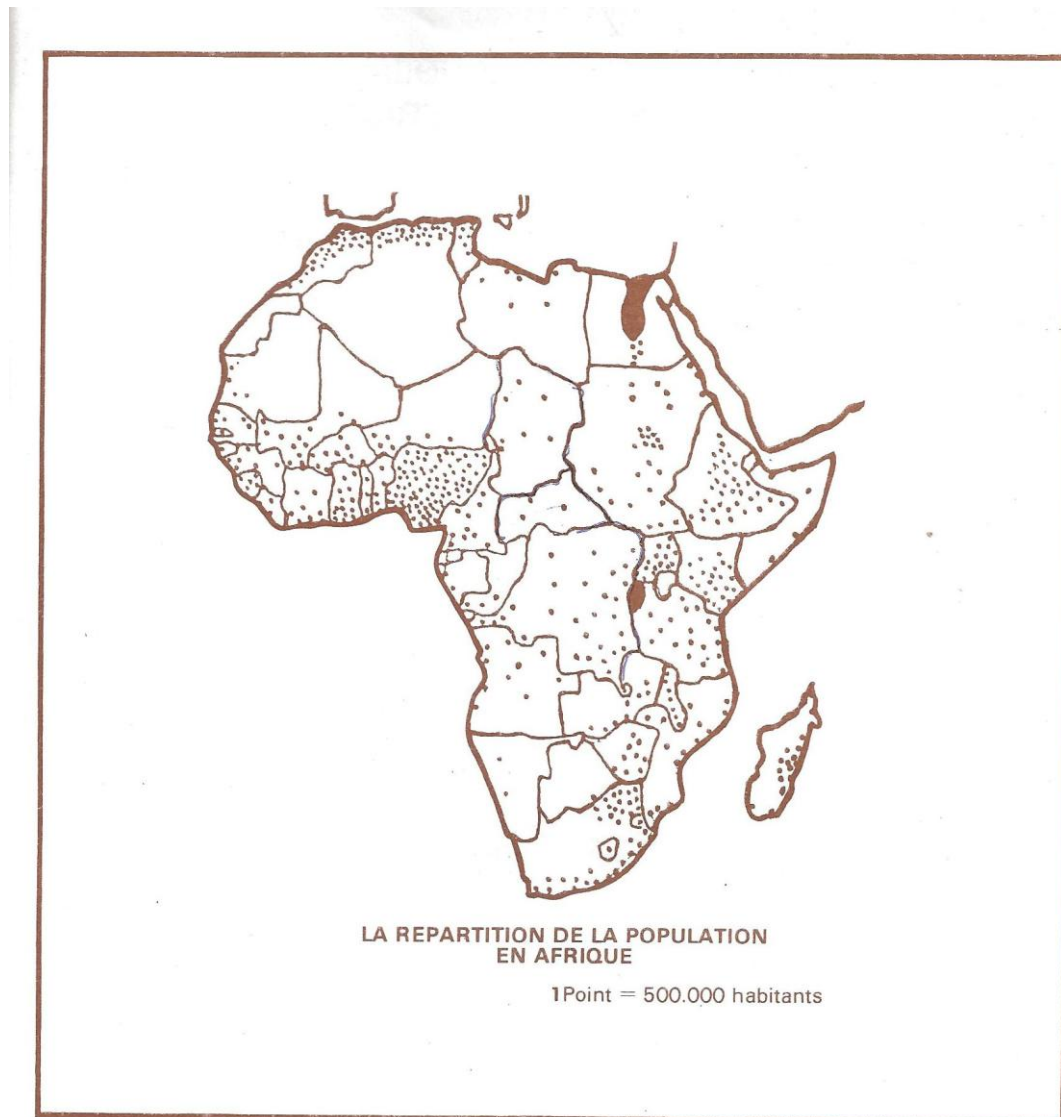 LA REPARTITION DE LA POPULATION
EN AFRIQUE
1Point = 500.000 habitants